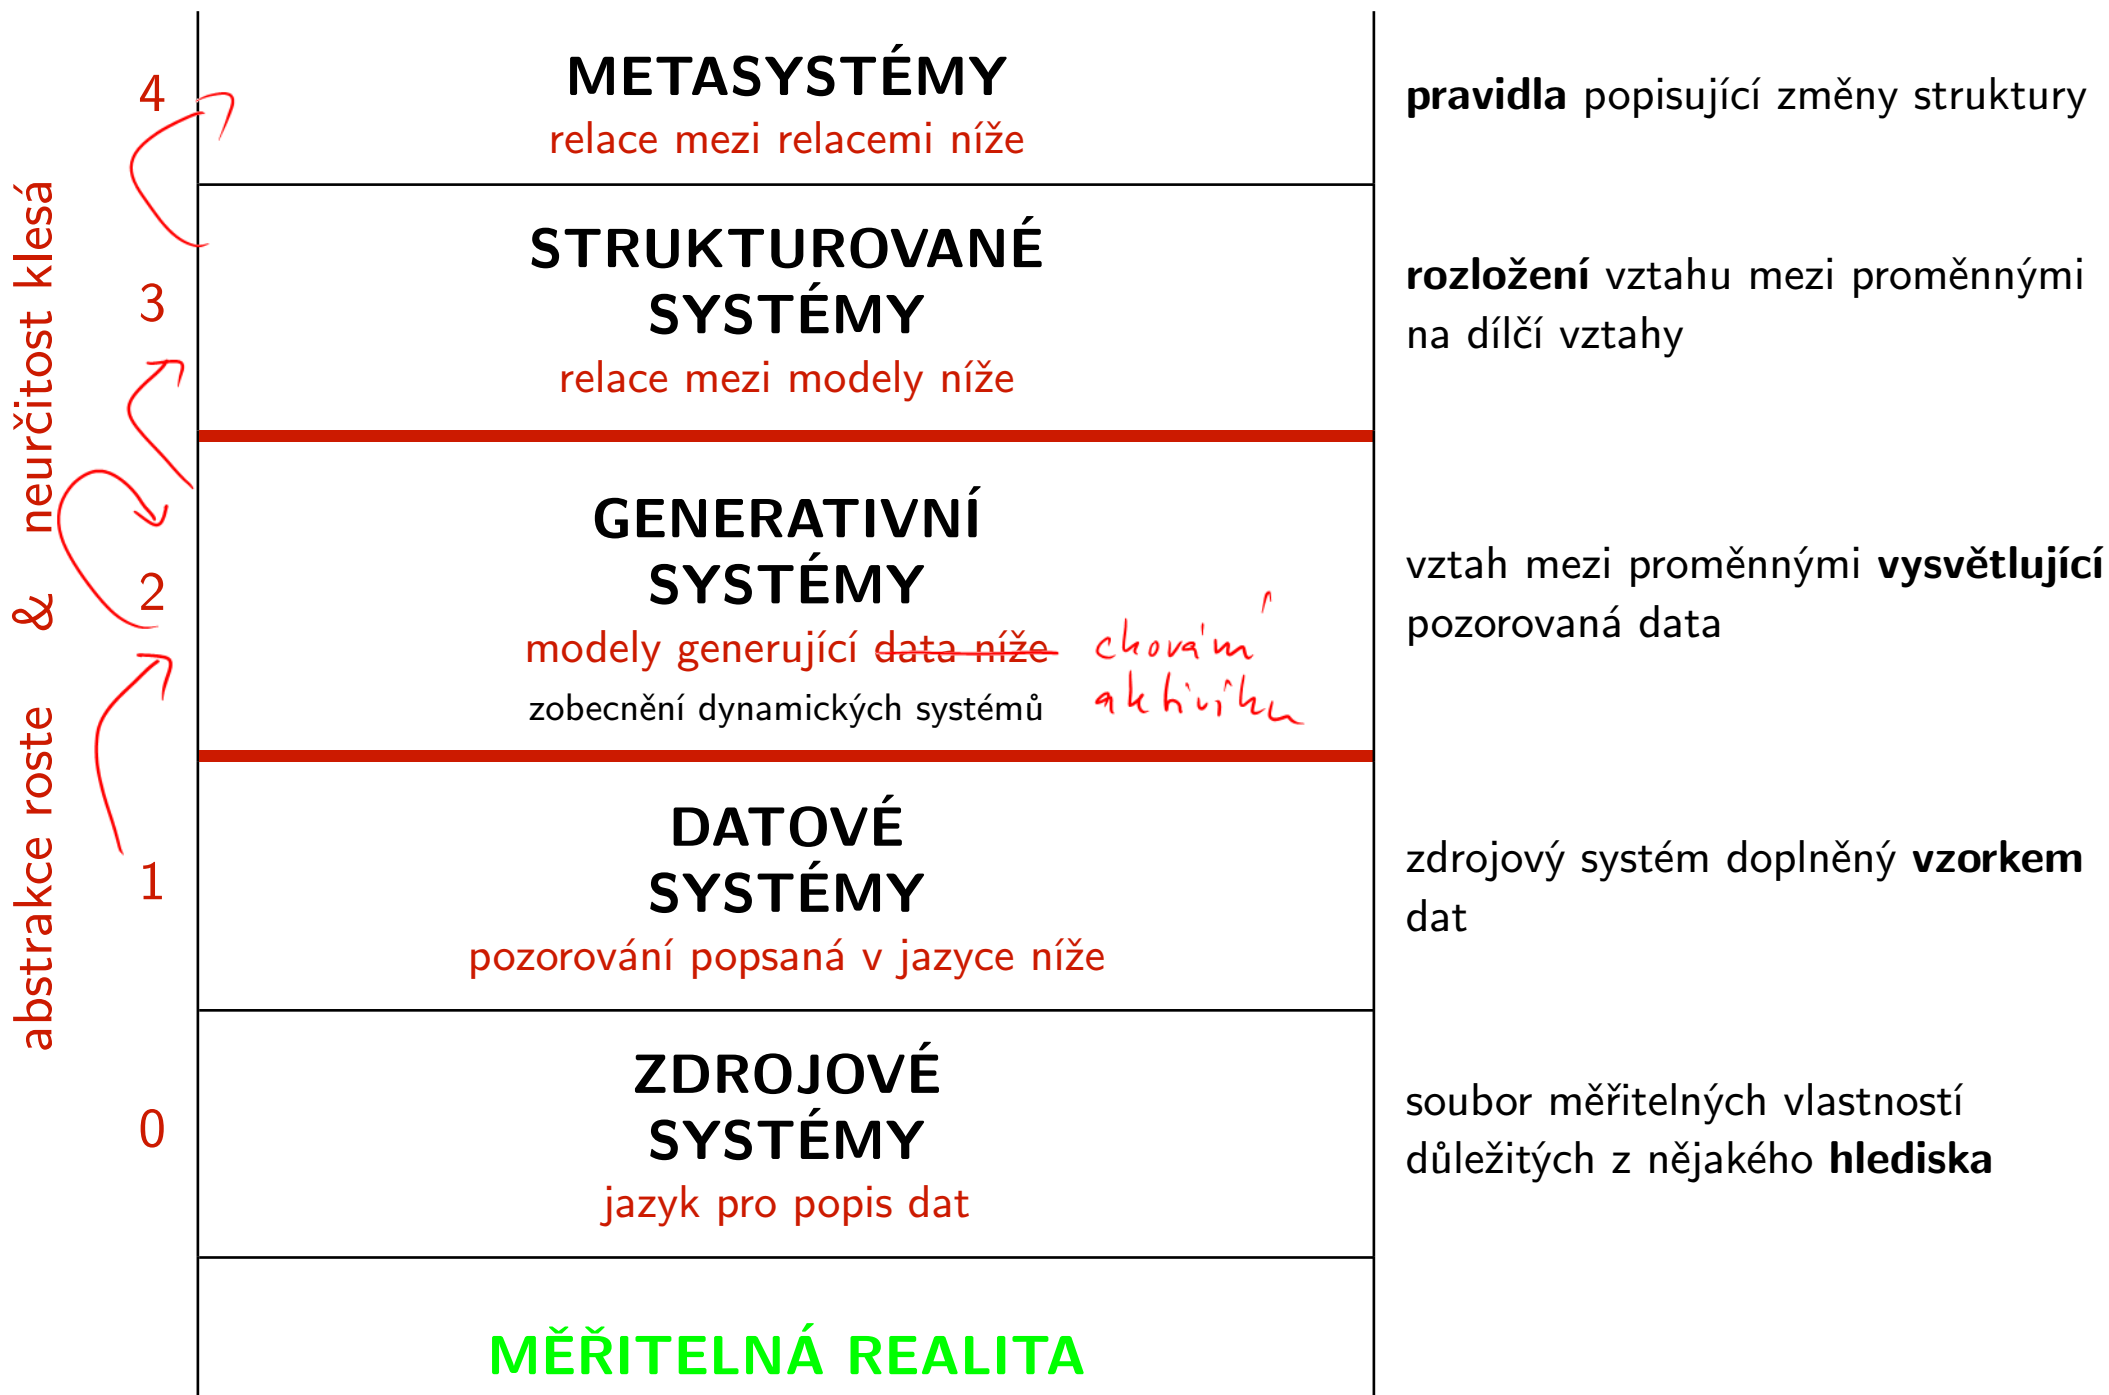 4
METASYSTÉMY
relace mezi relacemi níže
pravidla popisující změny struktury
3
STRUKTUROVANÉ
SYSTÉMY
relace mezi modely níže
rozložení vztahu mezi proměnnými
na dílčí vztahy
2
GENERATIVNÍ
SYSTÉMY
modely generující data níže chování
zobecnění dynamických systémů
vztah mezi proměnnými vysvětlující
pozorovaná data
1
DATOVÉ
SYSTÉMY
pozorování popsaná v jazyce níže
zdrojový systém doplněný vzorkem
dat
0
ZDROJOVÉ
SYSTÉMY
jazyk pro popis dat
soubor měřitelných vlastností
důležitých z nějakého hlediska
MĚŘITELNÁ REALITA
abstrakce roste & neurčitost klesá